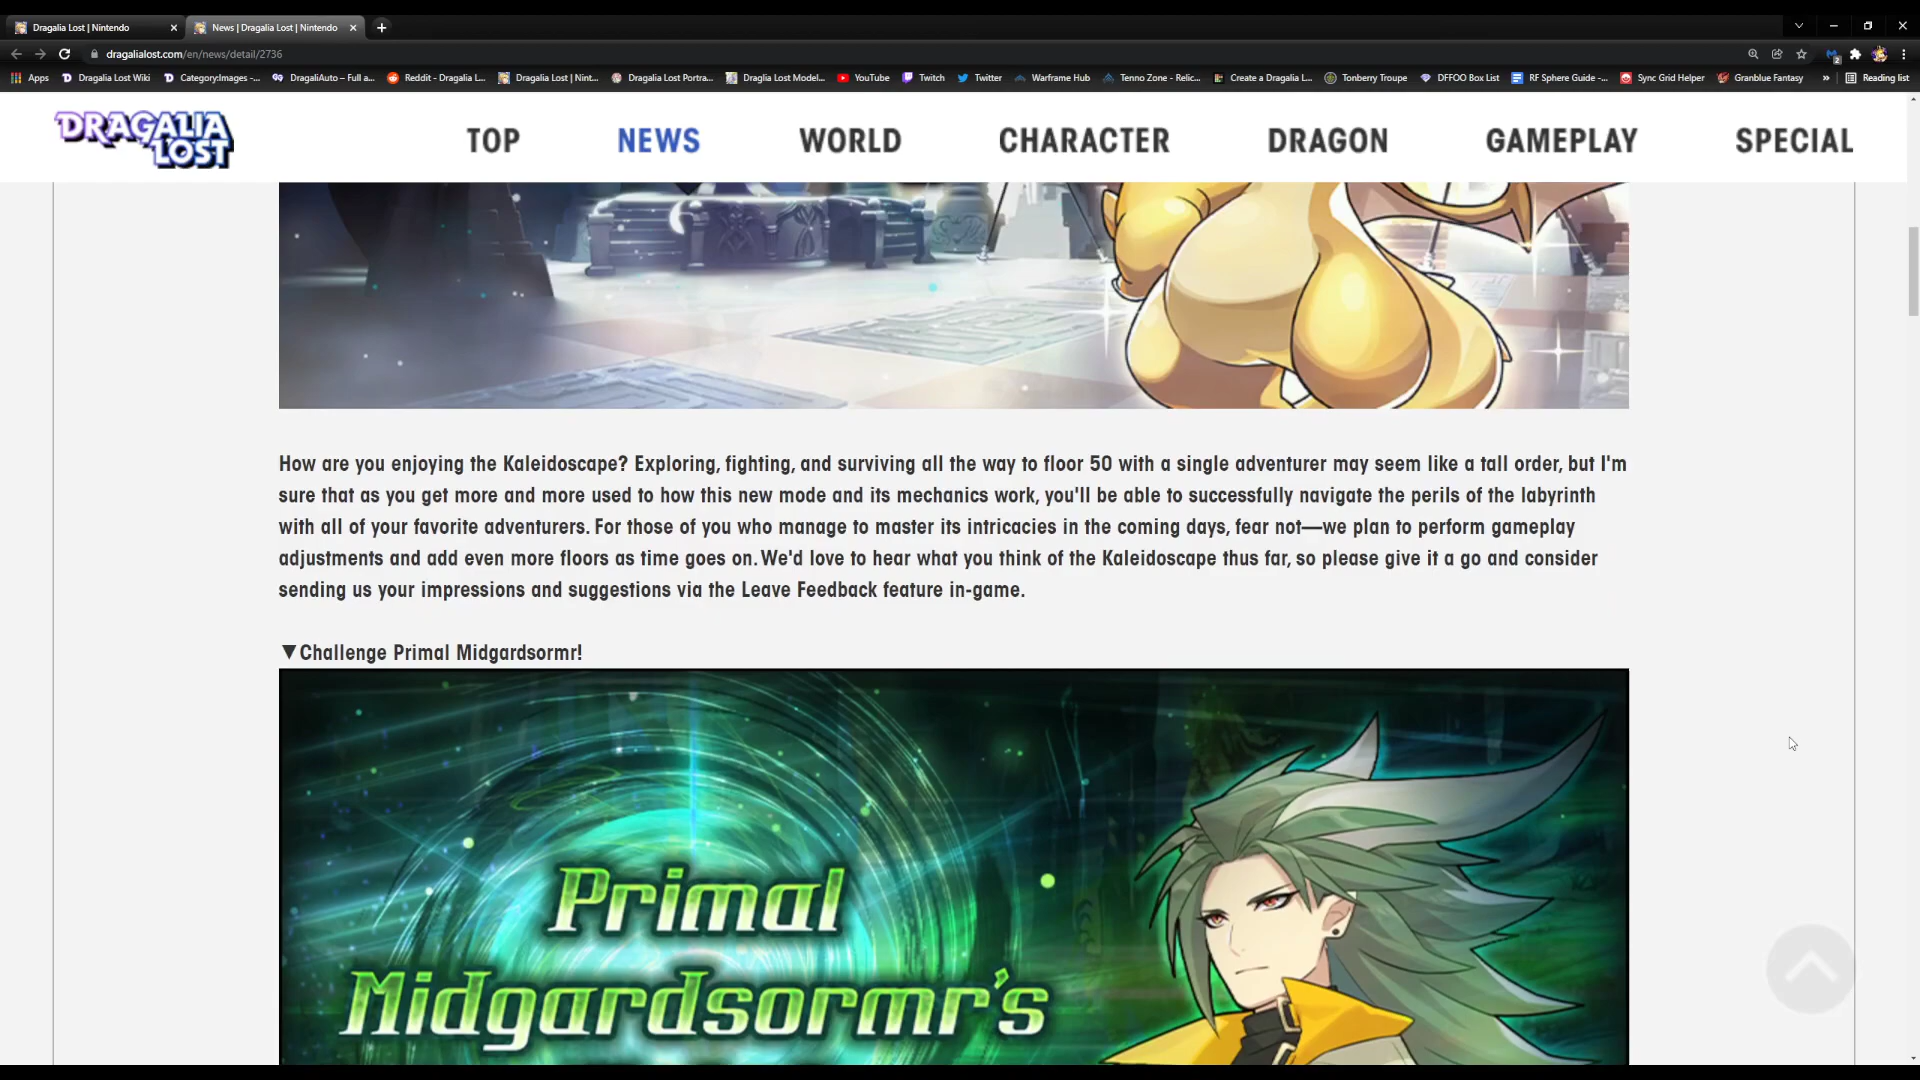 Dragalia Lost | Nintendo
News | Dragalia Lost | Nintendo
dragalialost.com/en/news/detail/2736
Apps Dragalia Lost Wiki Category:Images -... DragaliAuto – Full a... Reddit - Dragalia L... Dragalia Lost | Nint... Dragalia Lost Portra... Draglia Lost Model... YouTube Twitch Twitter Warframe Hub Tenno Zone - Relic... Create a Dragalia L... Tonberry Troupe DFFOO Box List RF Sphere Guide -... Sync Grid Helper Granblue Fantasy » Reading list
DRAGALIA
LOST
TOP NEWS WORLD CHARACTER DRAGON GAMEPLAY SPECIAL
How are you enjoying the Kaleidoscape? Exploring, fighting, and surviving all the way to floor 50 with a single adventurer may seem like a tall order, but I'm
sure that as you get more and more used to how this new mode and its mechanics work, you'll be able to successfully navigate the perils of the labyrinth
with all of your favorite adventurers. For those of you who manage to master its intricacies in the coming days, fear not—we plan to perform gameplay
adjustments and add even more floors as time goes on. We'd love to hear what you think of the Kaleidoscape thus far, so please give it a go and consider
sending us your impressions and suggestions via the Leave Feedback feature in-game.
▼Challenge Primal Midgardsormr!
Primal
Midgardsormr's